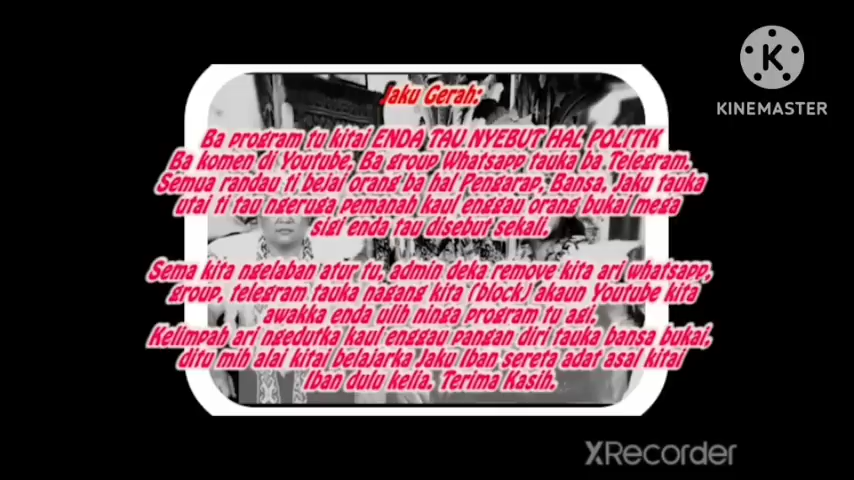 KINEMASTER
Jaku Gerah:
Ba program tu kitai ENDA TAU NYEBUT HAL POLITIK
Ba komen di Youtube, Ba group Whatsapp tauka ba Telegram.
Semua randau ti bejai orang ba hal Pengarap, Bansa, Jaku tauka
utai ti tau ngeruga pemanah kaul enggau orang bukai mega
sigi enda tau disebut sekali.
Sema kita ngelaban atur tu, admin deka remove kita ari whatsapp,
group, telegram tauka nagang kita (block) akaun Youtube kita
awakka enda ulih ninga program tu agi.
Kelimpah ari ngedutka kaul enggau pangan diri tauka bansa bukai,
ditu mih alai kitai belajarka Jaku Iban sereta adat asal kitai
Iban dulu kelia. Terima Kasih.
XRecorder